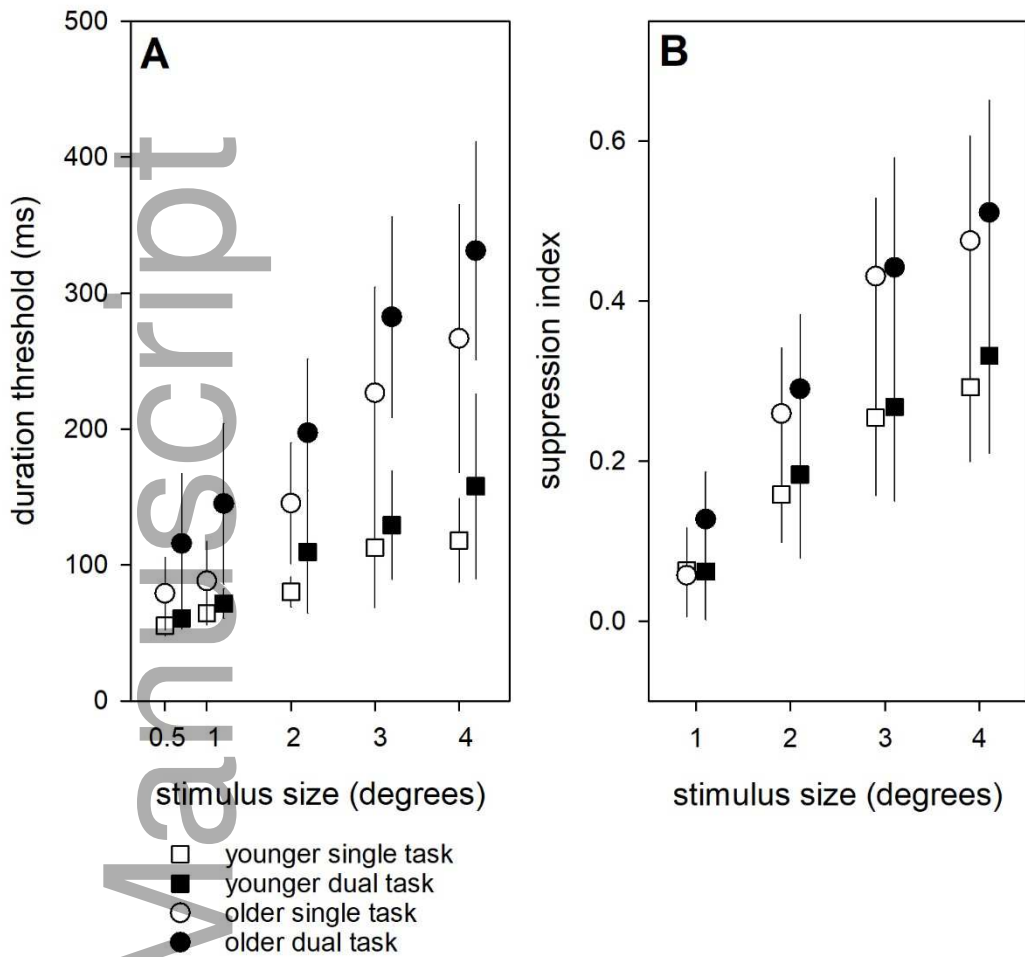 A
500
400
300
200
100
0
duration threshold (ms)
0.5 1 2 3 4
stimulus size (degrees)
B
0.6
0.4
0.2
0.0
suppression index
1 2 3 4
stimulus size (degrees)
younger single task
younger dual task
older single task
older dual task
Manuscript